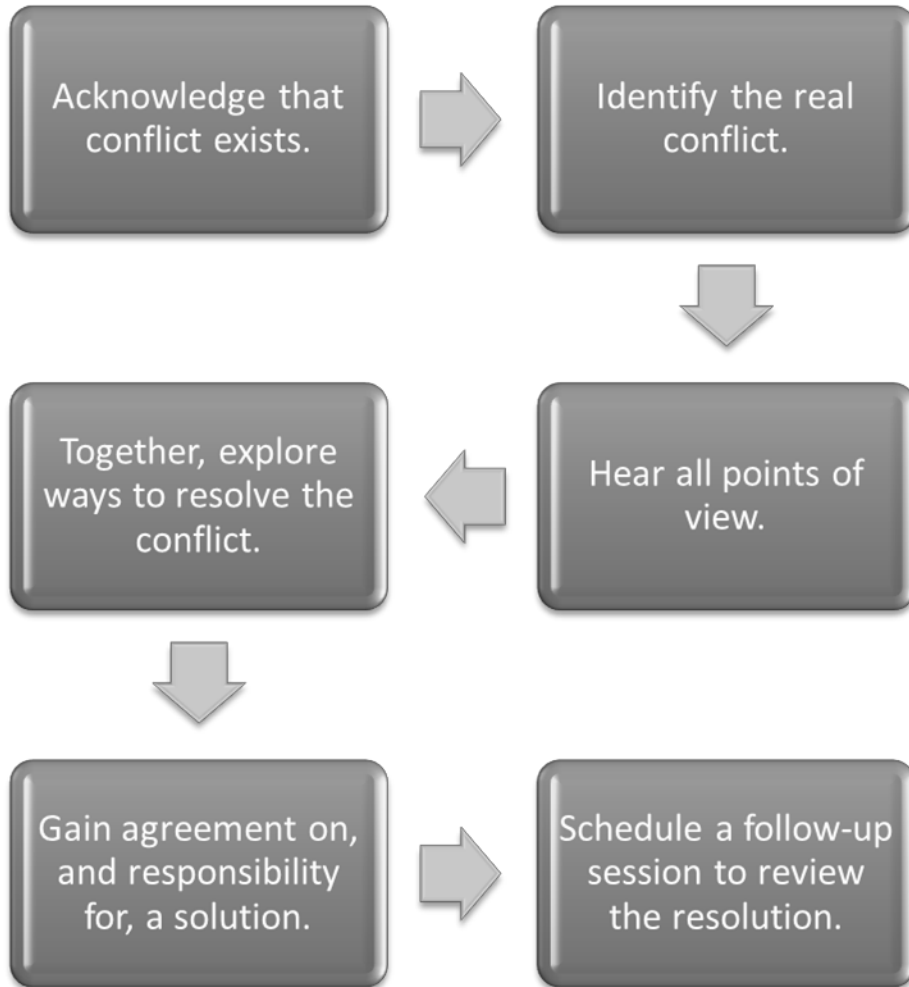 Acknowledge that
conflict exists.
Identify the real
conflict.
Hear all points of
view.
Together, explore
ways to resolve the
conflict.
Gain agreement on,
and responsibility
for, a solution.
Schedule a follow-up
session to review
the resolution.